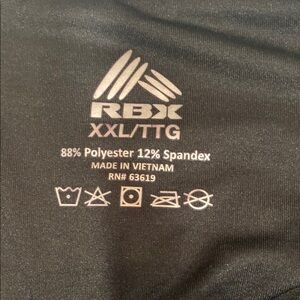 RBX
XXL/TTG
88% Polyester 12% Spandex
MADE IN VIETNAM
RN# 63619